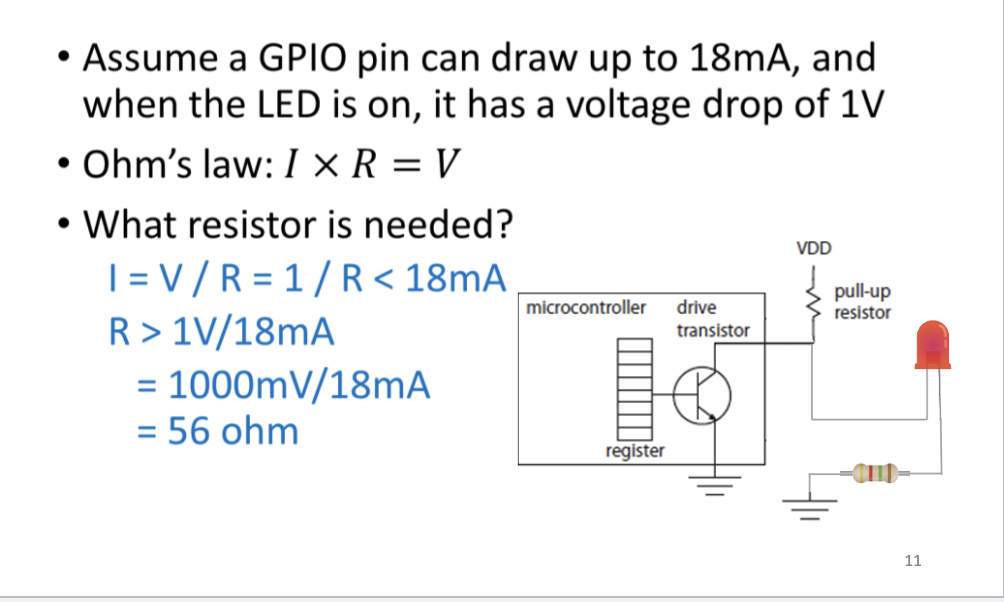 • Assume a GPIO pin can draw up to 18mA, and
when the LED is on, it has a voltage drop of 1V
• Ohm's law: I × R = V
• What resistor is needed?
I = V / R = 1 / R < 18mA
R > 1V/18mA
= 1000mV/18mA
= 56 ohm
VDD
pull-up
resistor
microcontroller
drive
transistor
register
11